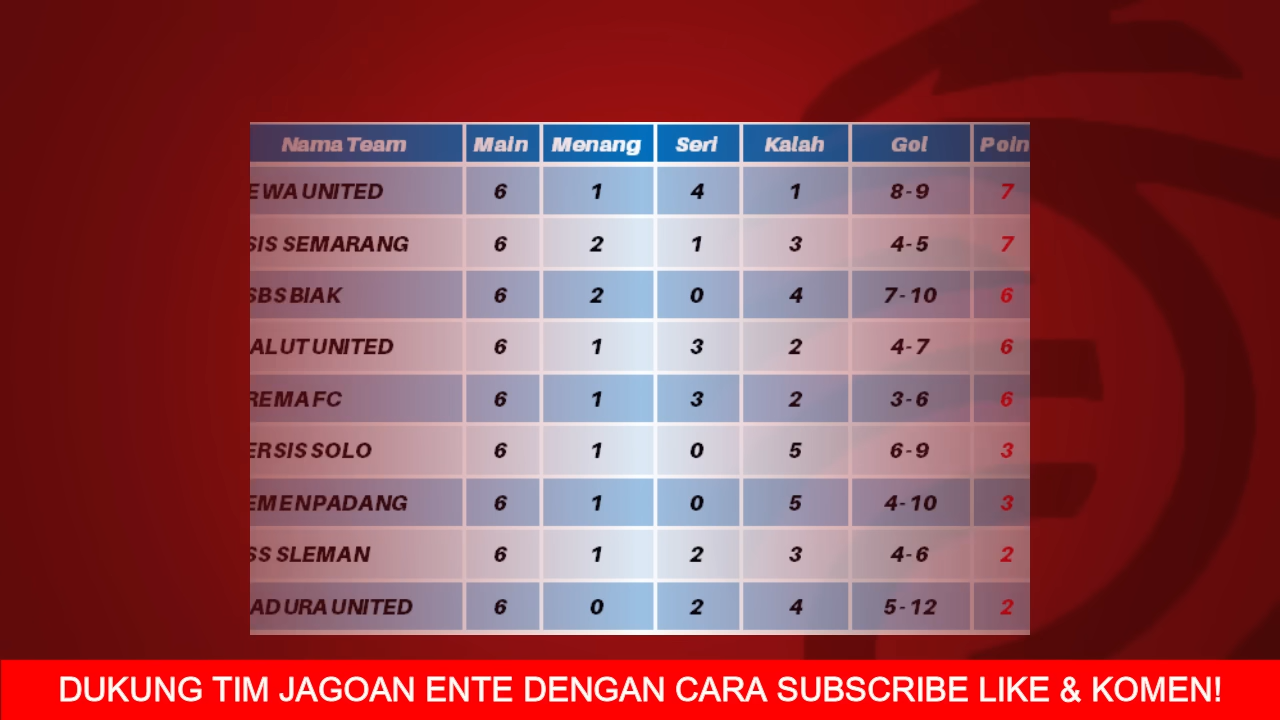 Nama Team Main Menang Seri Kalah Gol Poin
EWA UNITED 6 1 4 1 8-9 7
SIS SEMARANG 6 2 1 3 4-5 7
SBS BIAK 6 2 0 4 7-10 6
ALUT UNITED 6 1 3 2 4-7 6
REMA FC 6 1 3 2 3-6 6
ERSIS SOLO 6 1 0 5 6-9 3
EMEN PADANG 6 1 0 5 4-10 3
SS SLEMAN 6 1 2 3 4-6 2
ADURA UNITED 6 0 2 4 5-12 2
DUKUNG TIM JAGOAN ENTE DENGAN CARA SUBSCRIBE LIKE & KOMEN!